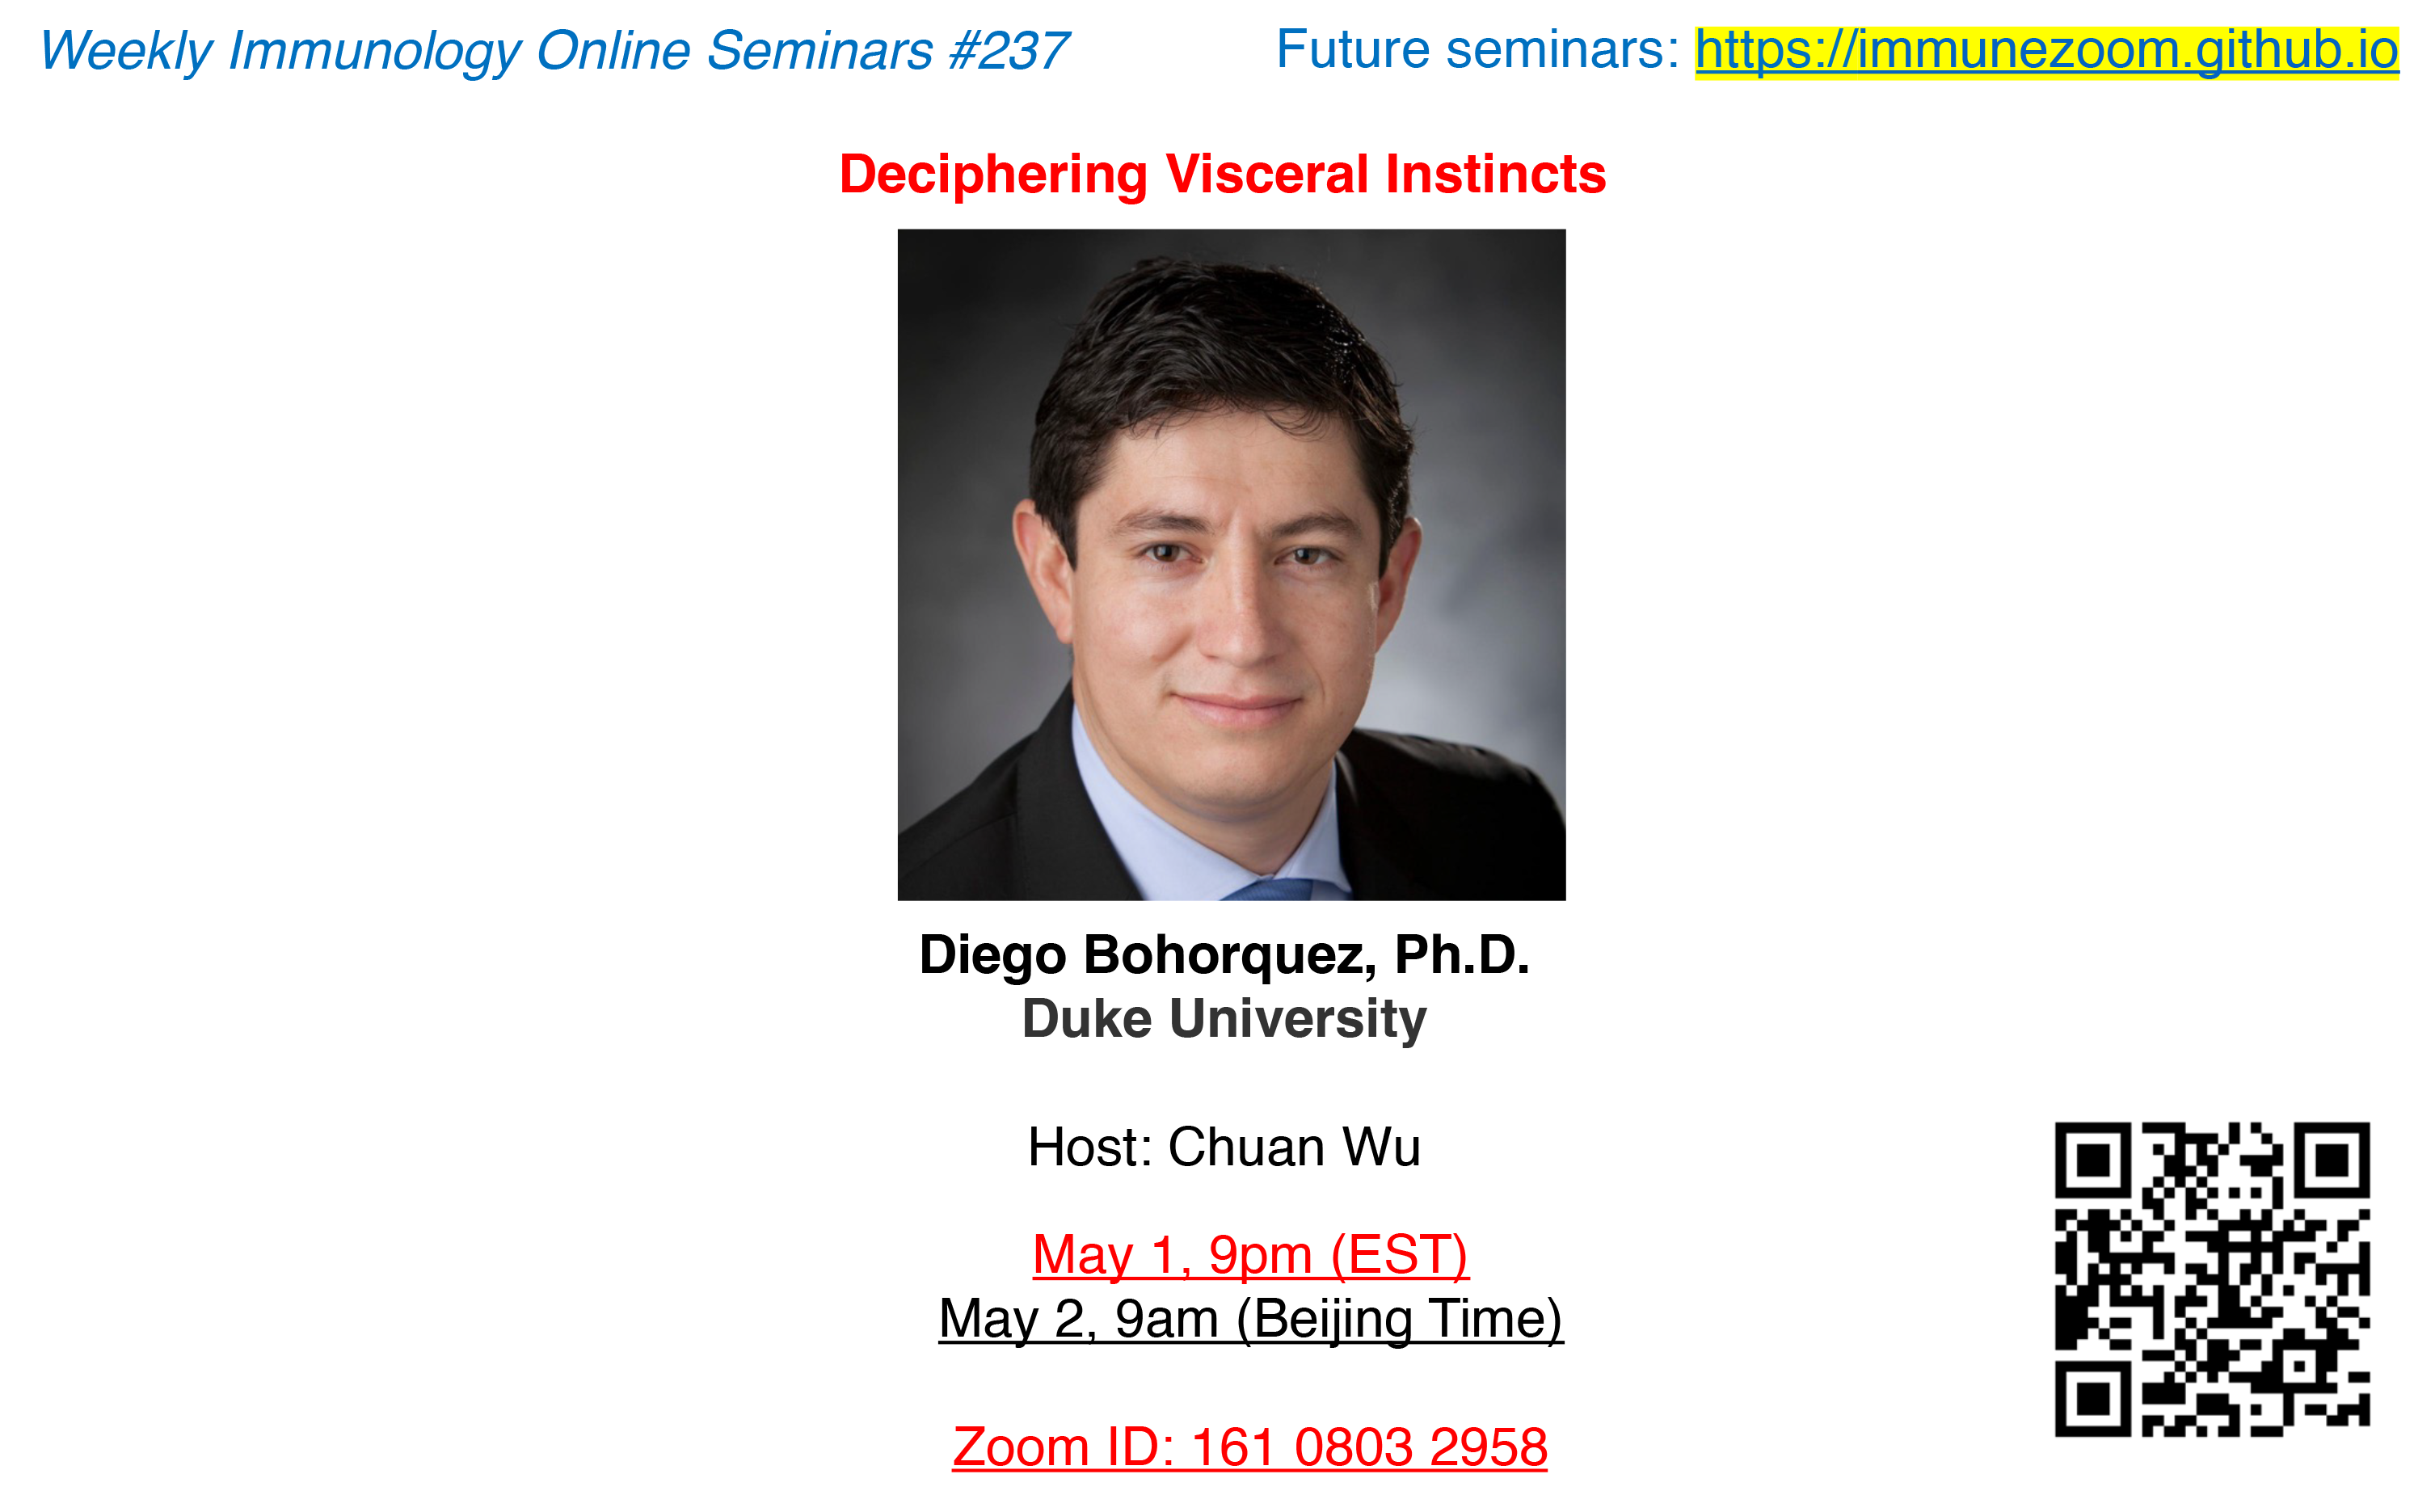 Weekly Immunology Online Seminars #237
Future seminars: https://immunezoom.github.io
Deciphering Visceral Instincts
Diego Bohorquez, Ph.D.
Duke University
Host: Chuan Wu
May 1, 9pm (EST)
May 2, 9am (Beijing Time)
Zoom ID: 161 0803 2958